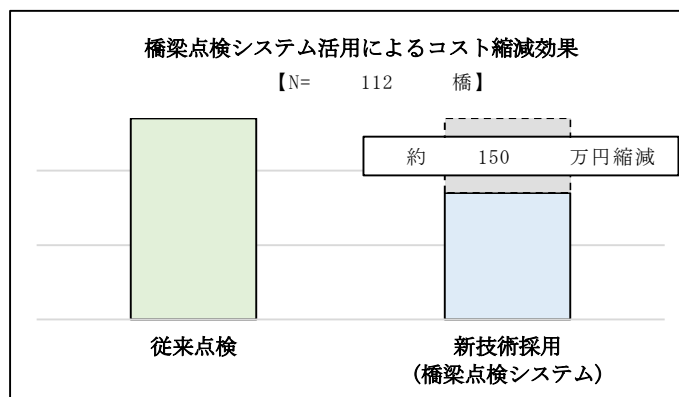 橋梁点検システム活用によるコスト縮減効果
【N= 112 橋】
約 150 万円縮減
従来点検
新技術採用
(橋梁点検システム)